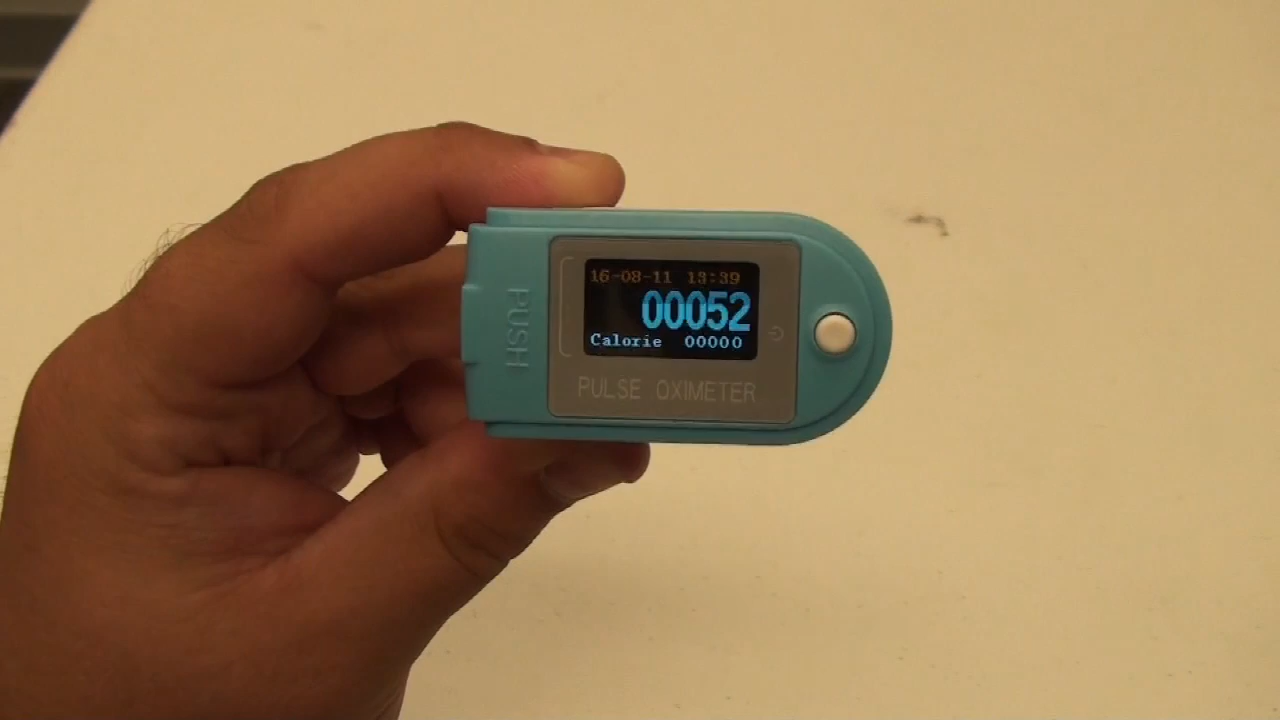 16-08-11 13:39
00052
Calorie 00000
PUSH
PULSE OXIMETER